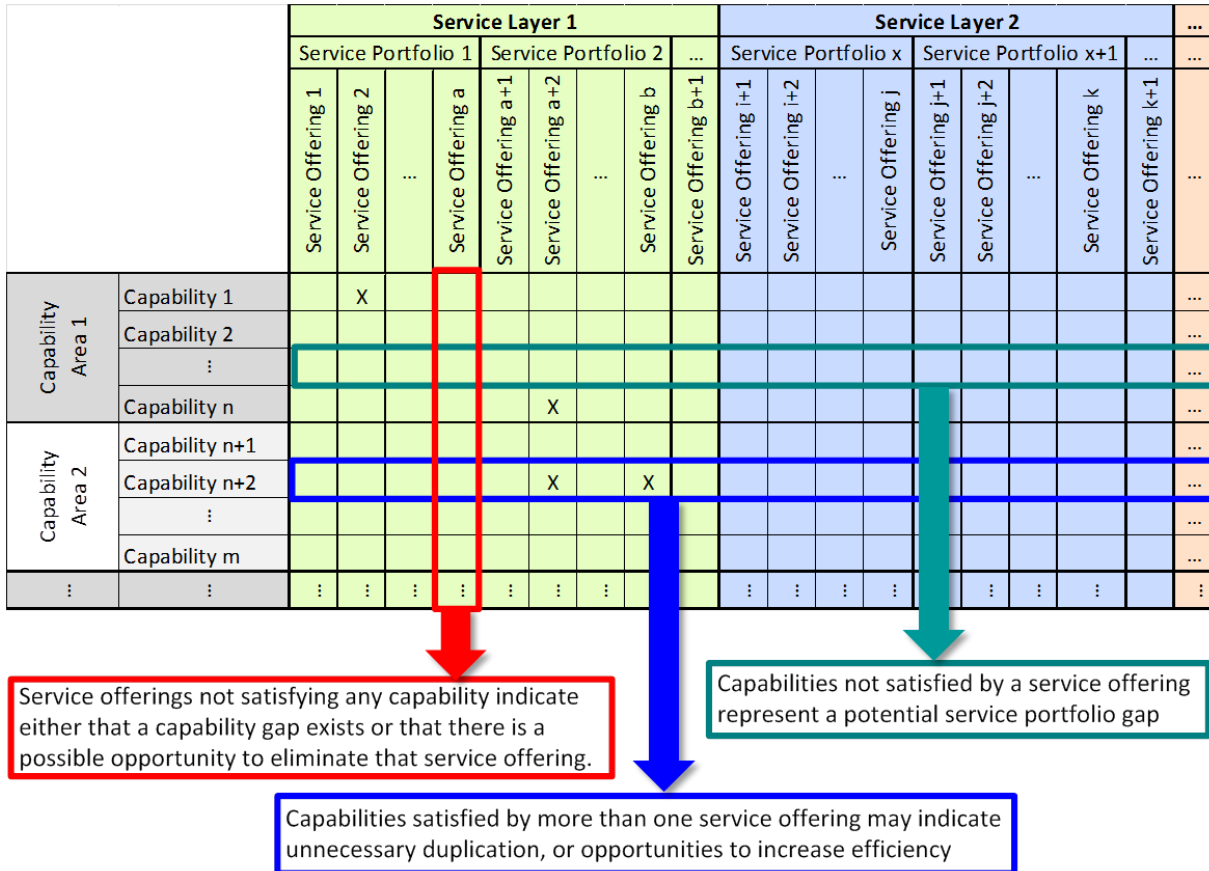 Service Layer 1 Service Layer 2 ...
Service Portfolio 1 Service Portfolio 2 ... Service Portfolio x Service Portfolio x+1 ... ...
Service Offering 1
Service Offering 2
...
Service Offering a
Service Offering a+1
Service Offering a+2
...
Service Offering b
Service Offering b+1
Service Offering i+1
Service Offering i+2
...
Service Offering j
Service Offering j+1
Service Offering j+2
...
Service Offering k
Service Offering k+1
...
Capability
Area 1
Capability 1 X ...
Capability 2 ...
⋮ ...
Capability n X ...
Capability
Area 2
Capability n+1 ...
Capability n+2 X X ...
⋮ ...
Capability m ...
⋮ ⋮ ⋮ ⋮ ⋮ ⋮ ⋮ ⋮ ⋮ ⋮ ⋮ ⋮ ⋮ ⋮ ⋮ ⋮ ⋮ ⋮
Service offerings not satisfying any capability indicate
either that a capability gap exists or that there is a
possible opportunity to eliminate that service offering.
Capabilities not satisfied by a service offering
represent a potential service portfolio gap
Capabilities satisfied by more than one service offering may indicate
unnecessary duplication, or opportunities to increase efficiency